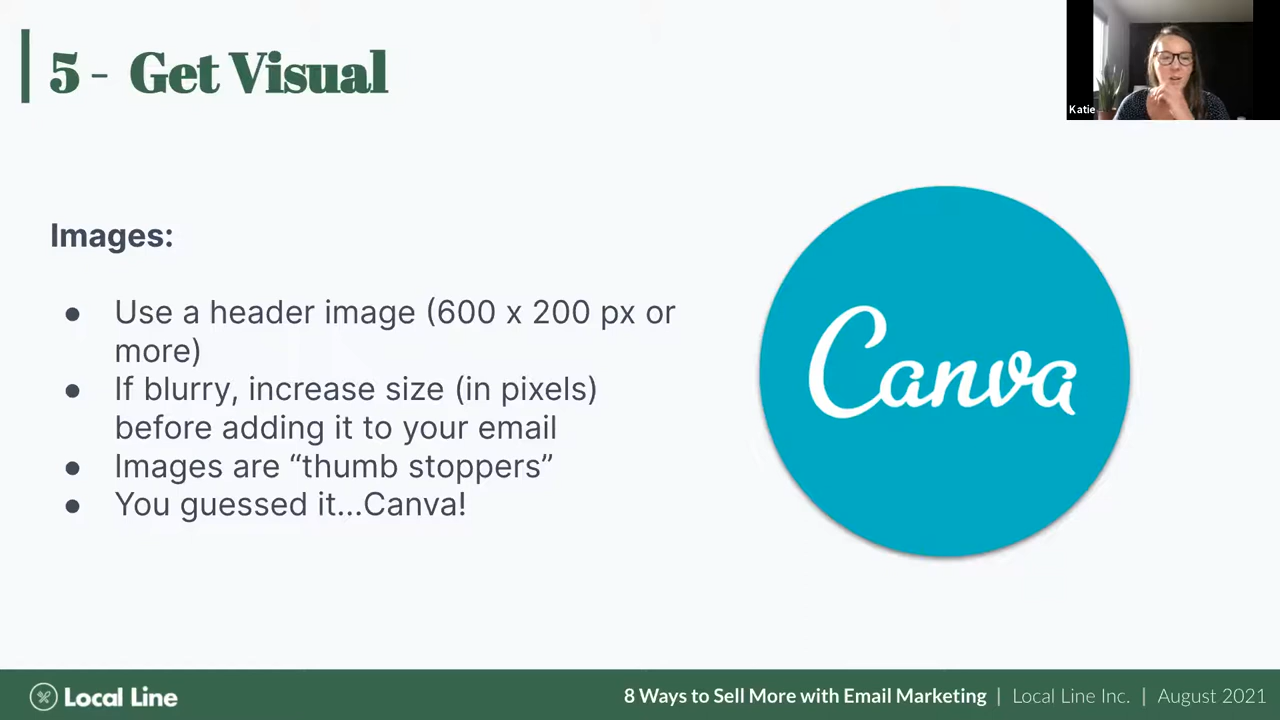 5 - Get Visual
Katie
Images:
● Use a header image (600 x 200 px or
more)
● If blurry, increase size (in pixels)
before adding it to your email
● Images are “thumb stoppers”
● You guessed it...Canva!
Canva
Local Line
8 Ways to Sell More with Email Marketing | Local Line Inc. | August 2021